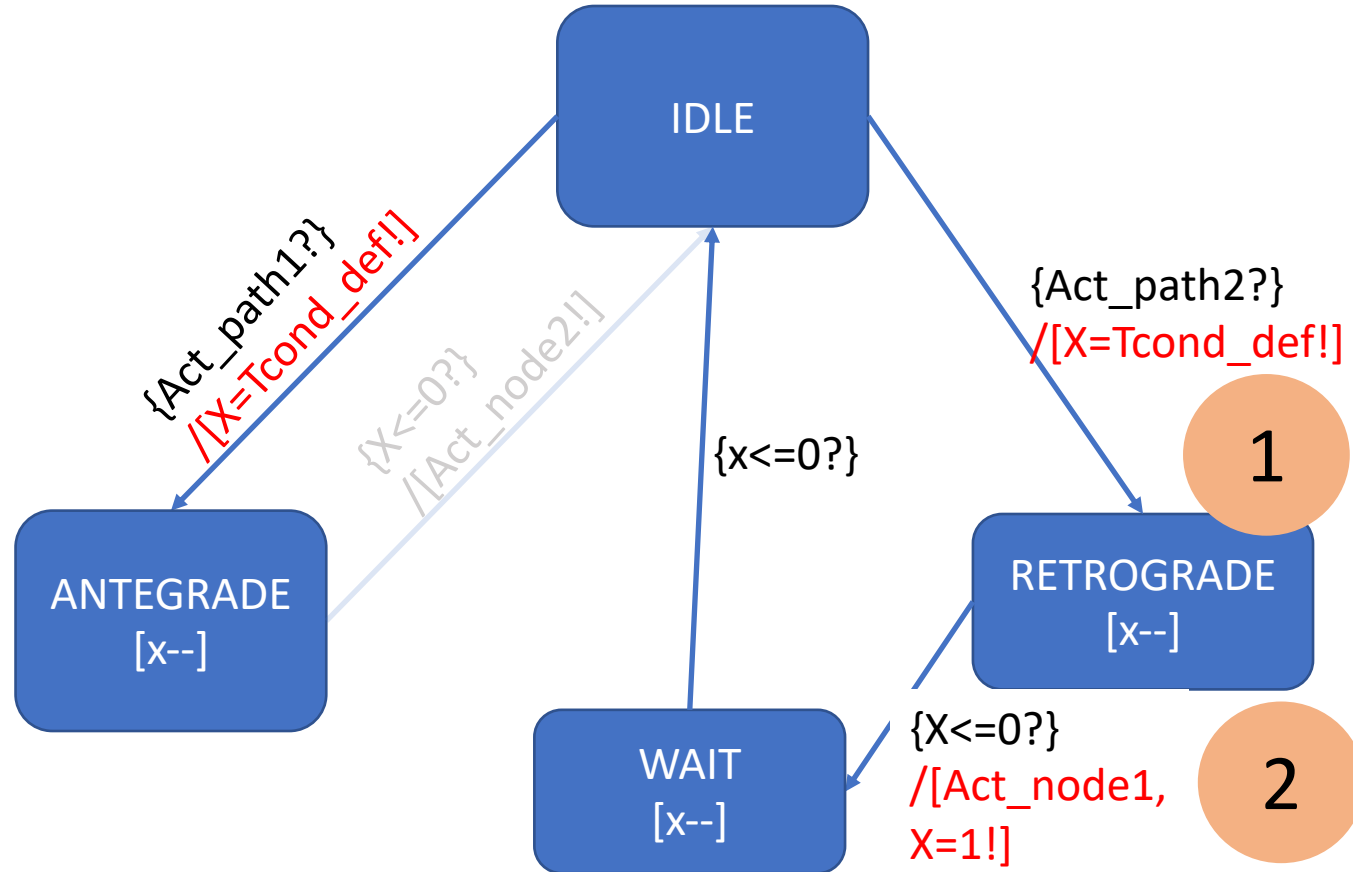 IDLE
{Act_path1?}
/[X=Tcond_def!]
{X<=0?}
/[Act_node2!]
{x<=0?}
{Act_path2?}
/[X=Tcond_def!]
1
ANTEGRADE
[x--]
RETROGRADE
[x--]
WAIT
[x--]
{X<=0?}
/[Act_node1,
X=1!]
2